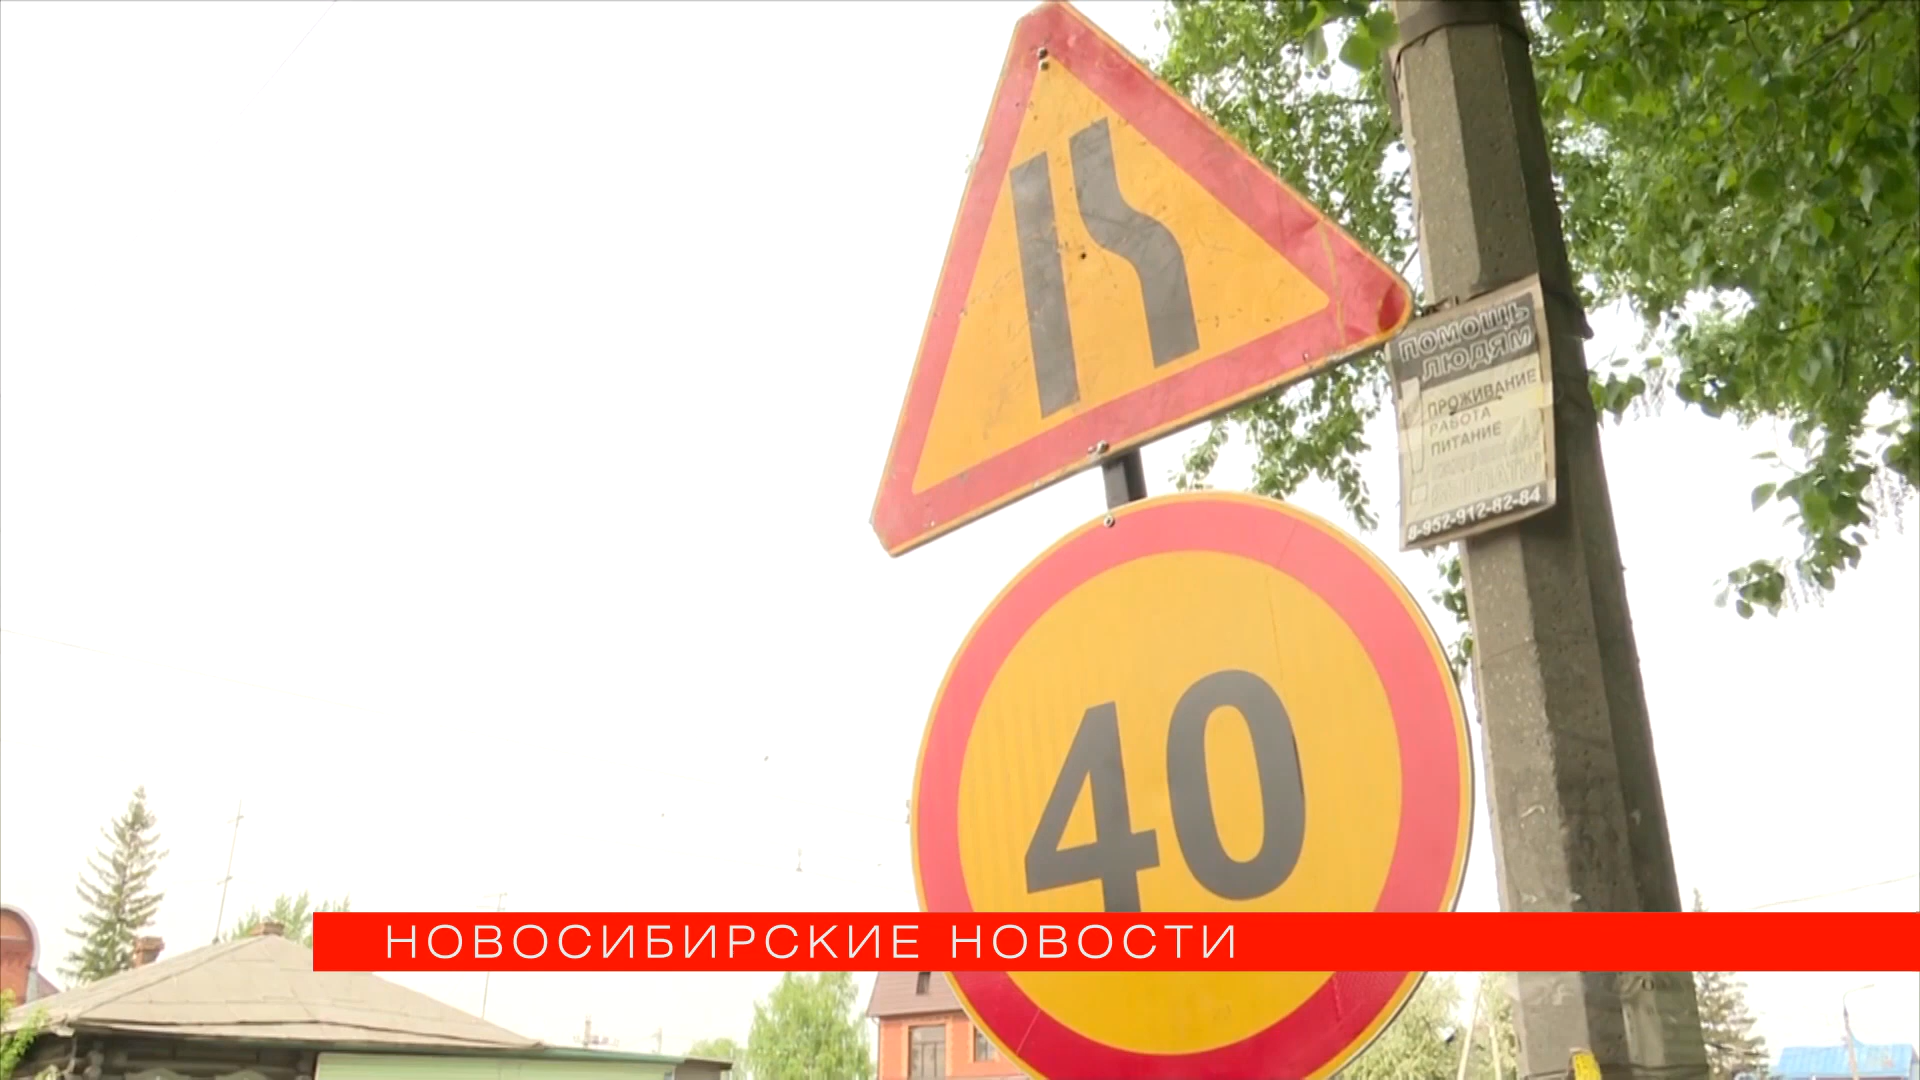 ПОМОЩЬ
ЛЮДЯМ
ПРОЖИВАНИЕ
РАБОТА
ПИТАНИЕ
8-952-912-82-84
40
НОВОСИБИРСКИЕ НОВОСТИ